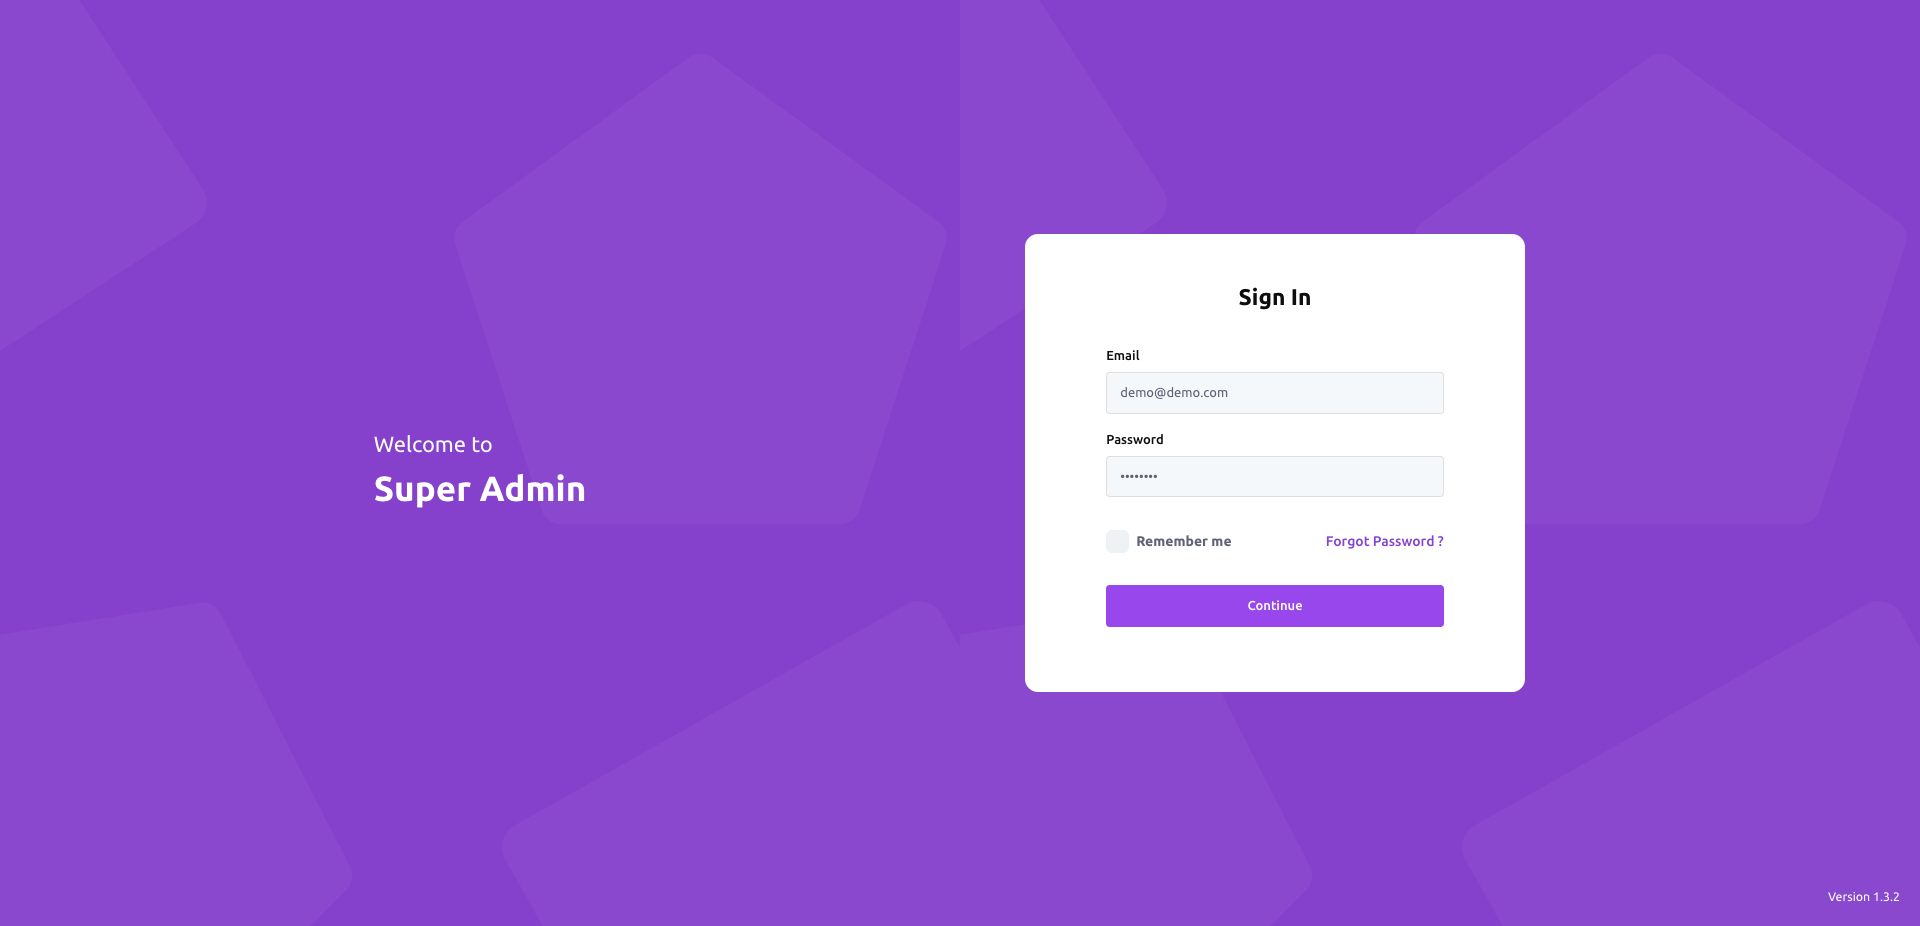 Welcome to
Super Admin
Sign In
Email
demo@demo.com
Password
••••••••
Remember me
Forgot Password ?
Continue
Version 1.3.2